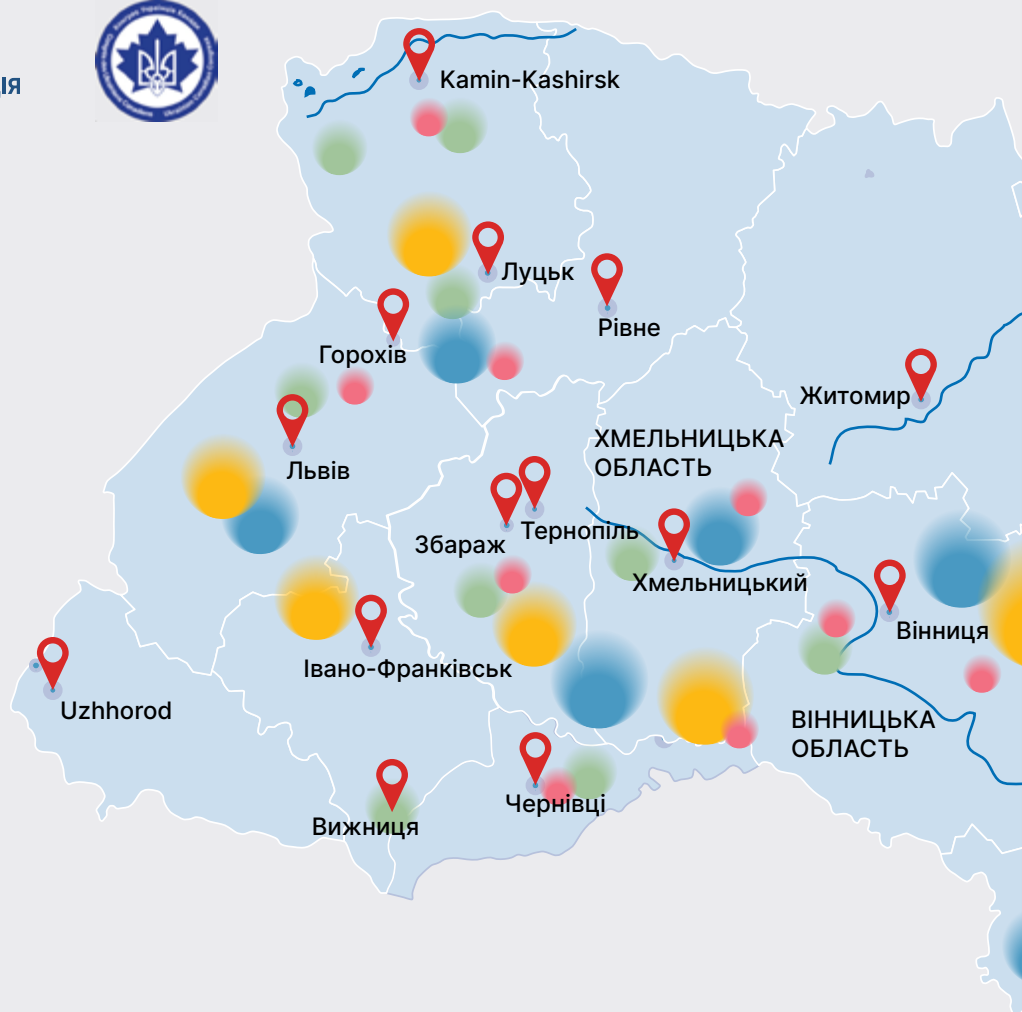 ія
Kamin-Kashirsk
Луцьк
Рівне
Горохів
Житомир
ХМЕЛЬНИЦЬКА
ОБЛАСТЬ
Львів
Тернопіль
Збараж
Хмельницький
Вінниця
Івано-Франківськ
Uzhhorod
ВІННИЦЬКА
ОБЛАСТЬ
Чернівці
Вижниця